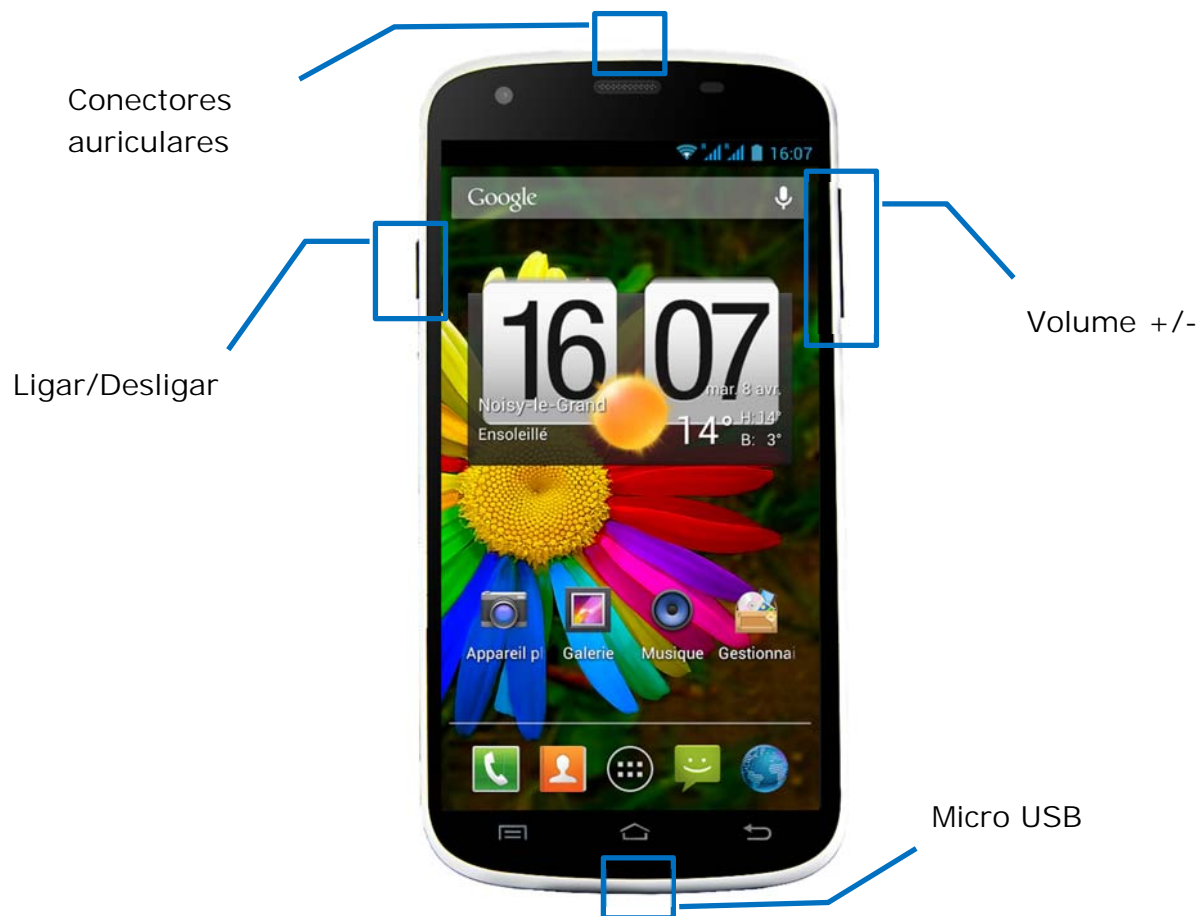 Conectores
auriculares
16:07
Google
Ligar/Desligar
Volume +/-
16 07
mar. 8 avr.
Noisy-le-Grand
Ensoleillé
14° H: 14°
B: 3°
Appareil p
Galerie
Musique
Gestionnai
Micro USB